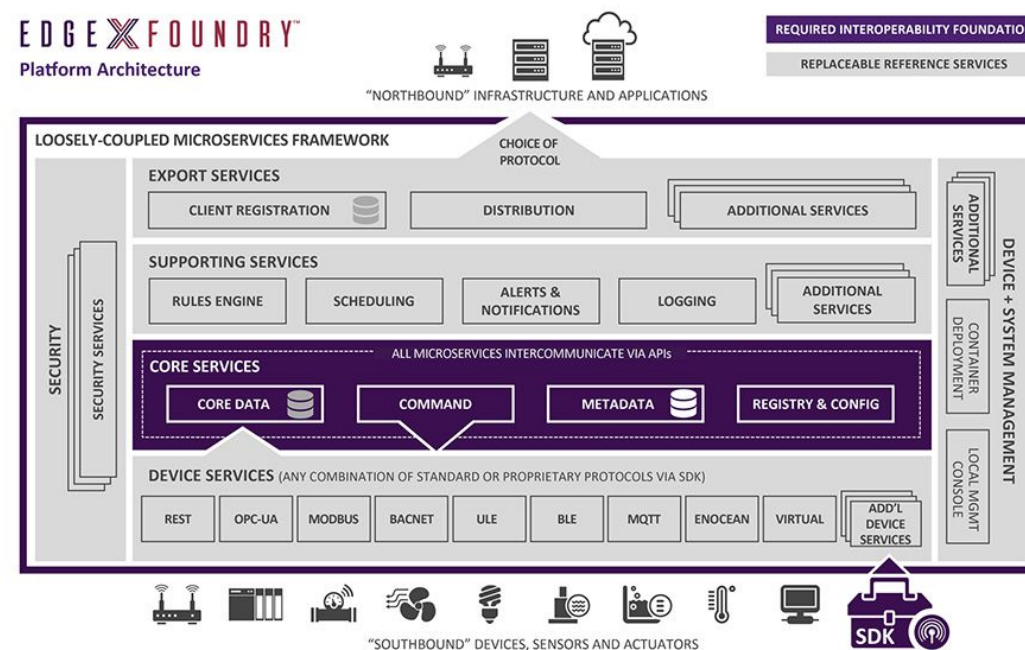 EDGE X FOUNDRY™
Platform Architecture
REQUIRED INTEROPERABILITY FOUNDATIO
REPLACEABLE REFERENCE SERVICES
"NORTHBOUND" INFRASTRUCTURE AND APPLICATIONS
LOOSELY-COUPLED MICROSERVICES FRAMEWORK
CHOICE OF
PROTOCOL
SECURITY
SECURITY SERVICES
EXPORT SERVICES
CLIENT REGISTRATION
DISTRIBUTION
ADDITIONAL SERVICES
SUPPORTING SERVICES
RULES ENGINE
SCHEDULING
ALERTS &
NOTIFICATIONS
LOGGING
ADDITIONAL
SERVICES
ALL MICROSERVICES INTERCOMMUNICATE VIA APIs
CORE SERVICES
CORE DATA
COMMAND
METADATA
REGISTRY & CONFIG
DEVICE SERVICES (ANY COMBINATION OF STANDARD OR PROPRIETARY PROTOCOLS VIA SDK)
REST
OPC-UA
MODBUS
BACNET
ULE
BLE
MQTT
ENOCEAN
VIRTUAL
ADD'L
DEVICE
SERVICES
ADDITIONAL
SERVICES
CONTAINER
DEPLOYMENT
LOCAL MGMT
CONSOLE
DEVICE + SYSTEM MANAGEMENT
"SOUTHBOUND" DEVICES, SENSORS AND ACTUATORS
SDK